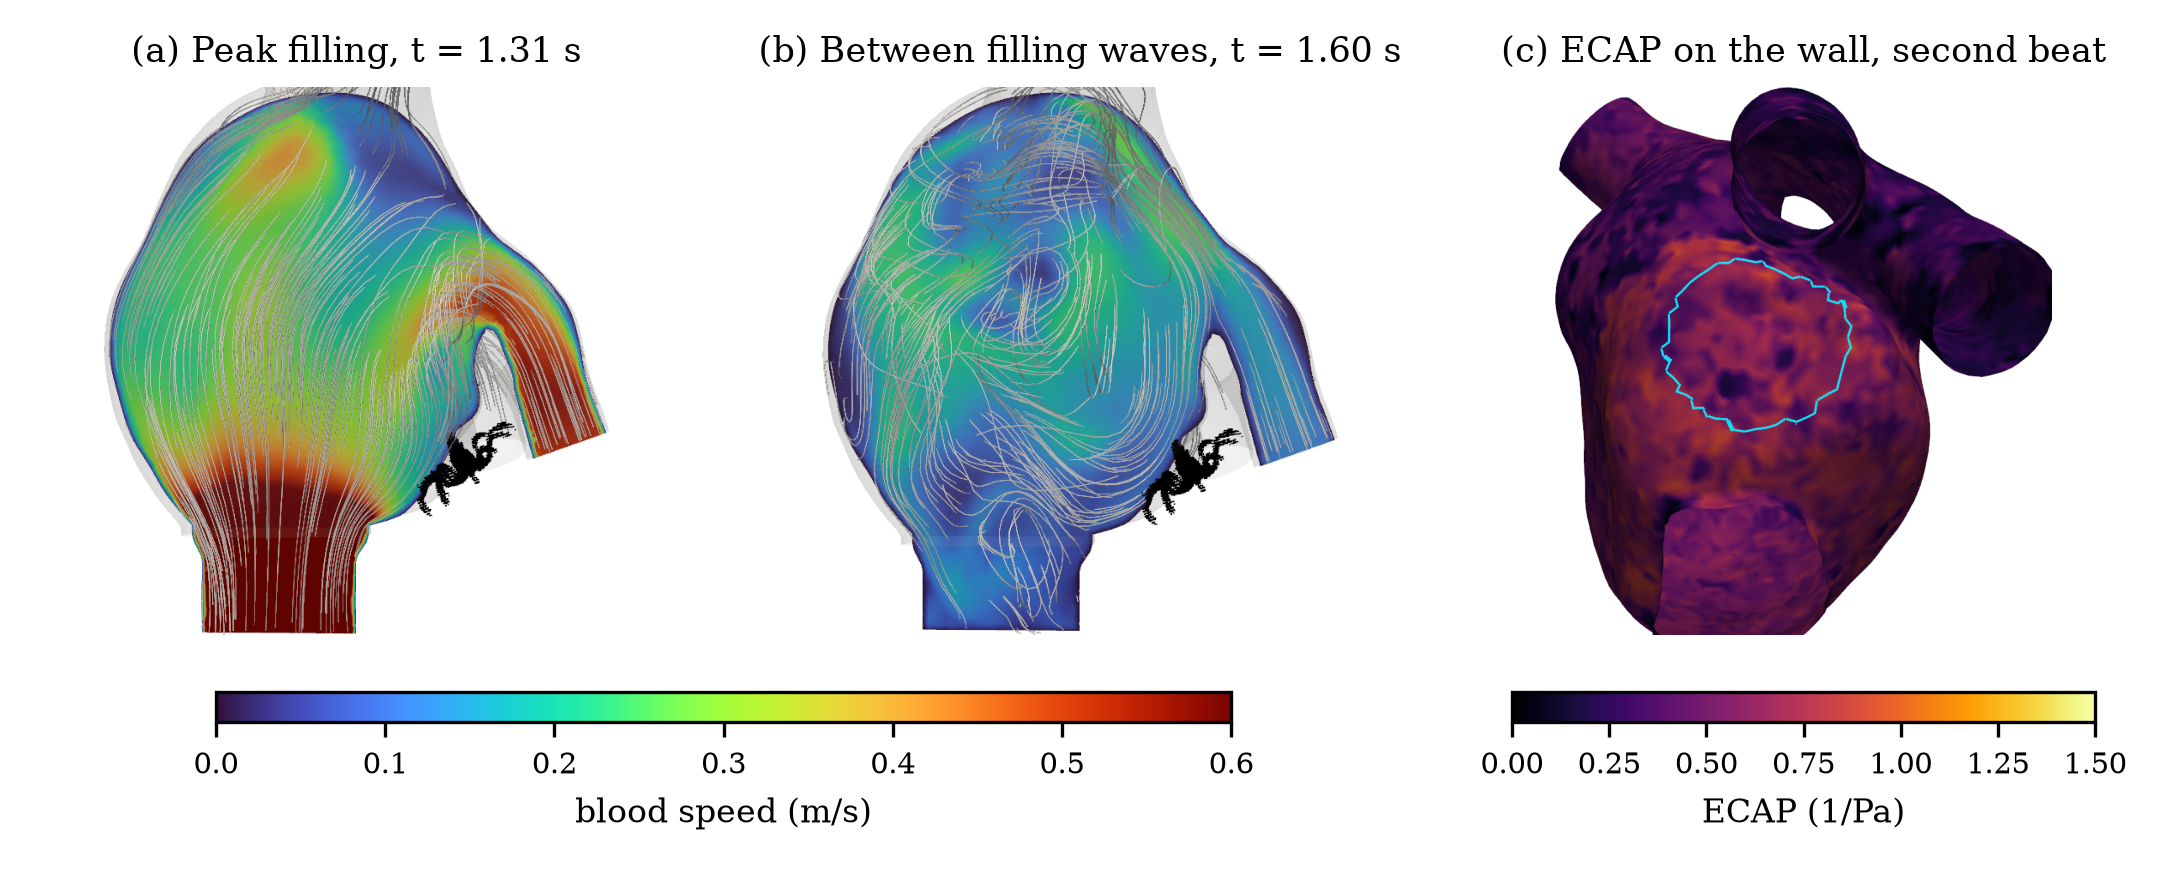 (a) Peak filling, t = 1.31 s
(b) Between filling waves, t = 1.60 s
(c) ECAP on the wall, second beat
0.0 0.1 0.2 0.3 0.4 0.5 0.6
blood speed (m/s)
0.00 0.25 0.50 0.75 1.00 1.25 1.50
ECAP (1/Pa)